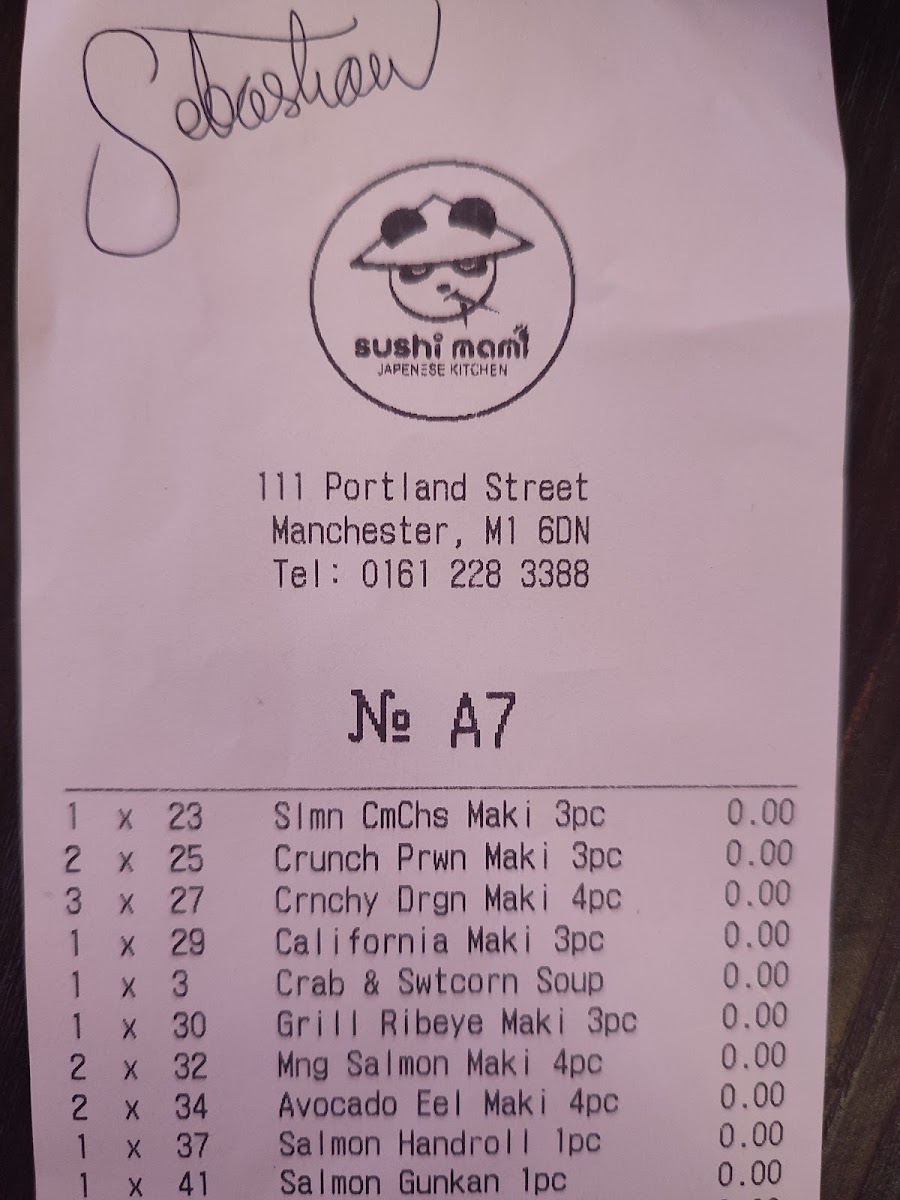 Sebastian
sushi mami
JAPENESE KITCHEN
111 Portland Street
Manchester, M1 6DN
Tel: 0161 228 3388
№ A7
1 x 23 Slmn CmChs Maki 3pc 0.00
2 x 25 Crunch Prwn Maki 3pc 0.00
3 x 27 Crnchy Drgn Maki 4pc 0.00
1 x 29 California Maki 3pc 0.00
1 x 3 Crab & Swtcorn Soup 0.00
1 x 30 Grill Ribeye Maki 3pc 0.00
2 x 32 Mng Salmon Maki 4pc 0.00
2 x 34 Avocado Eel Maki 4pc 0.00
1 x 37 Salmon Handroll 1pc 0.00
1 x 41 Salmon Gunkan 1pc 0.00